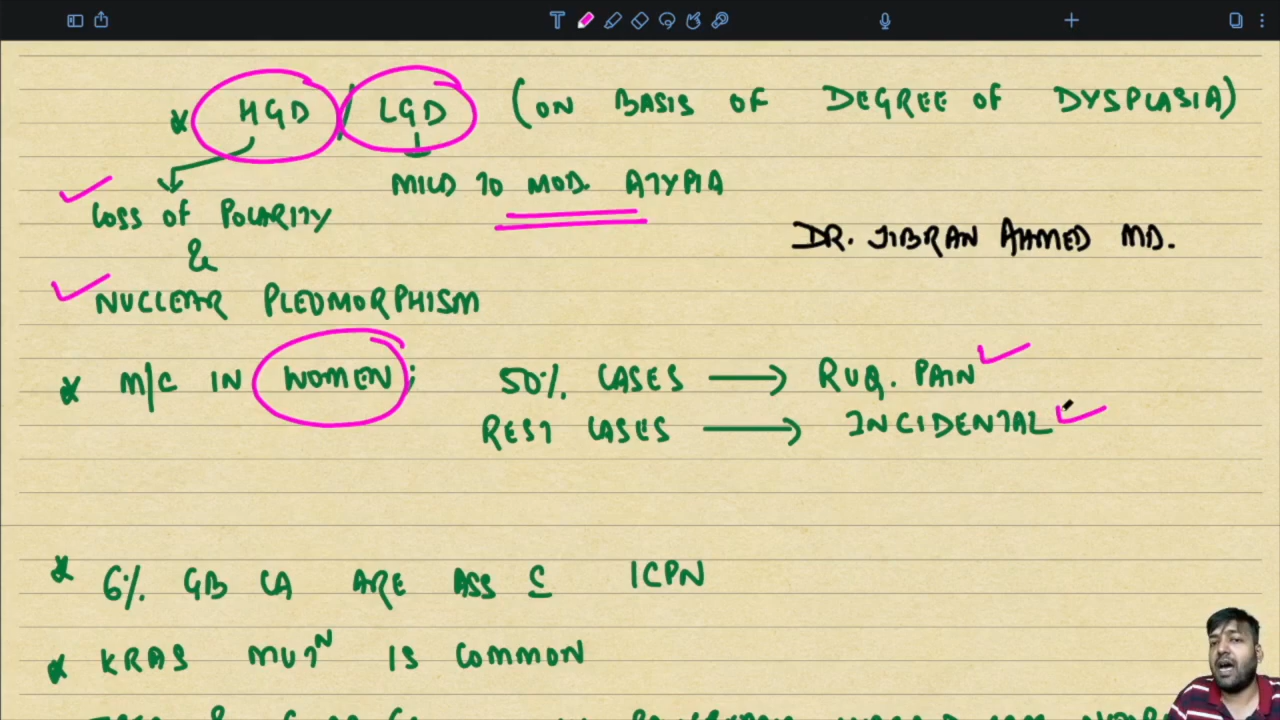 * HGD / LGD (ON BASIS OF DEGREE OF DYSPLASIA)
MILD TO MOD. ATYPIA
LOSS OF POLARITY
&
NUCLEAR PLEOMORPHISM
DR. JIBRAN AHMED MD.
* M/C IN WOMEN; 50%. CASES → RUQ. PAIN
REST CASES → INCIDENTAL
* 6%. GB CA ARE ASS C ICPN
* KRAS MUTN IS COMMON